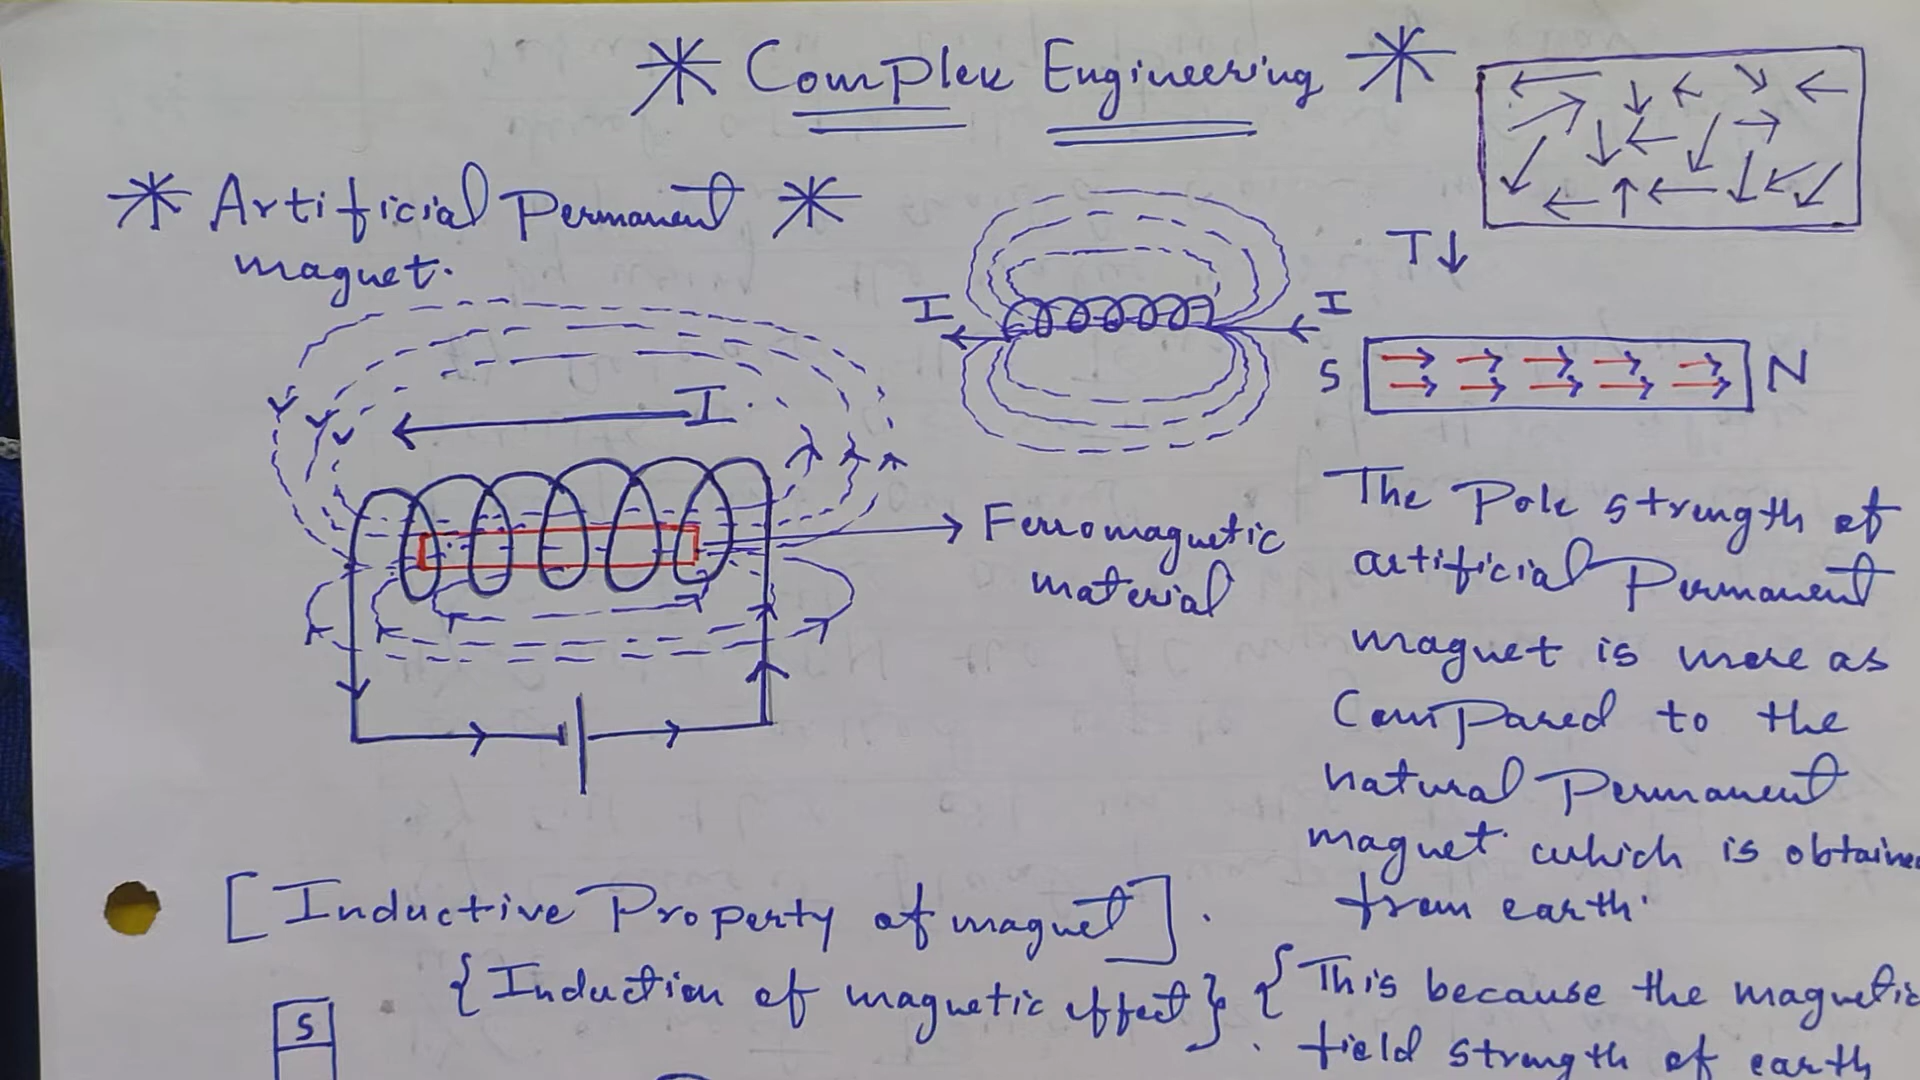 * Complex Engineering *
* Artificial Permanent *
magnet.
I
I
T↓
I
S
N
Ferromagnetic
material
The Pole strength of
artificial Permanent
magnet is more as
Compared to the
natural Permanent
magnet which is obtained
from earth.
[Inductive Property of magnet].
{Induction of magnetic effect}.
{This because the magnetic
field strength of earth
S